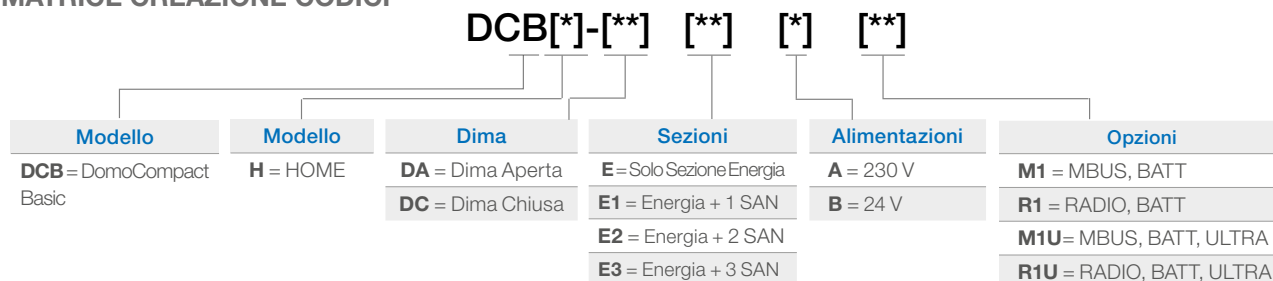 MATRICE CREAZIONE CODICI
DCB[*]-[**] [**] [*] [**]
Modello
DCB = DomoCompact
Basic
Modello
H = HOME
Dima
DA = Dima Aperta
DC = Dima Chiusa
Sezioni
E = Solo Sezione Energia
E1 = Energia + 1 SAN
E2 = Energia + 2 SAN
E3 = Energia + 3 SAN
Alimentazioni
A = 230 V
B = 24 V
Opzioni
M1 = MBUS, BATT
R1 = RADIO, BATT
M1U= MBUS, BATT, ULTRA
R1U = RADIO, BATT, ULTRA